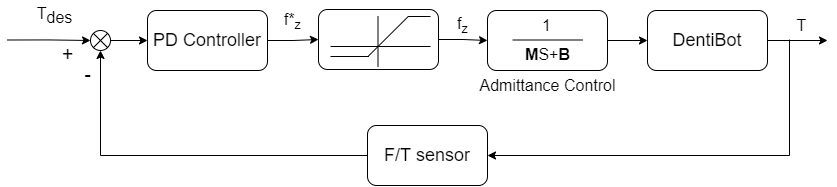 T_des
+
-
PD Controller
f*_z
f_z
1
MS+B
Admittance Control
DentiBot
T
F/T sensor